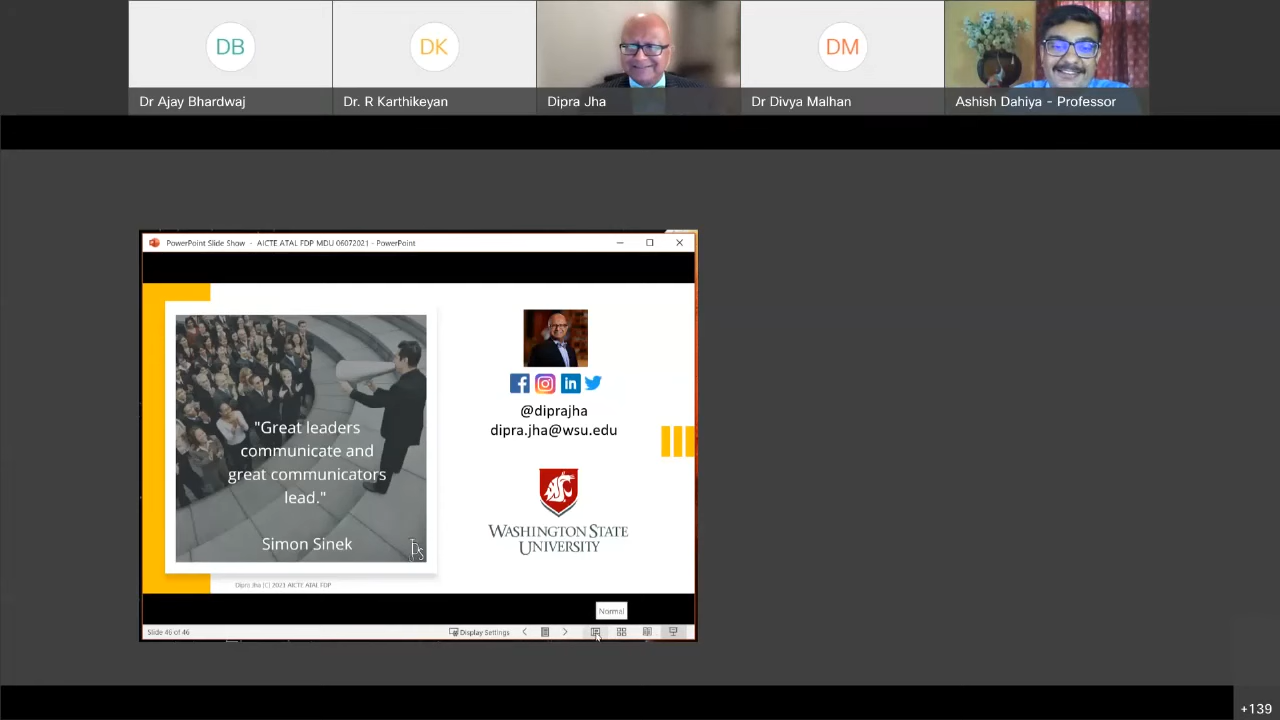 DB
DK
DM
Dr Ajay Bhardwaj
Dr. R Karthikeyan
Dipra Jha
Dr Divya Malhan
Ashish Dahiya - Professor
PowerPoint Slide Show - AICTE ATAL FDP MDU 06072021 - PowerPoint
"Great leaders
communicate and
great communicators
lead."
Simon Sinek
in
@diprajha
dipra.jha@wsu.edu
WASHINGTON STATE
UNIVERSITY
Dipra Jha (C) 2021 AICTE ATAL FDP
Normal
Slide 46 of 46
Display Settings
+139